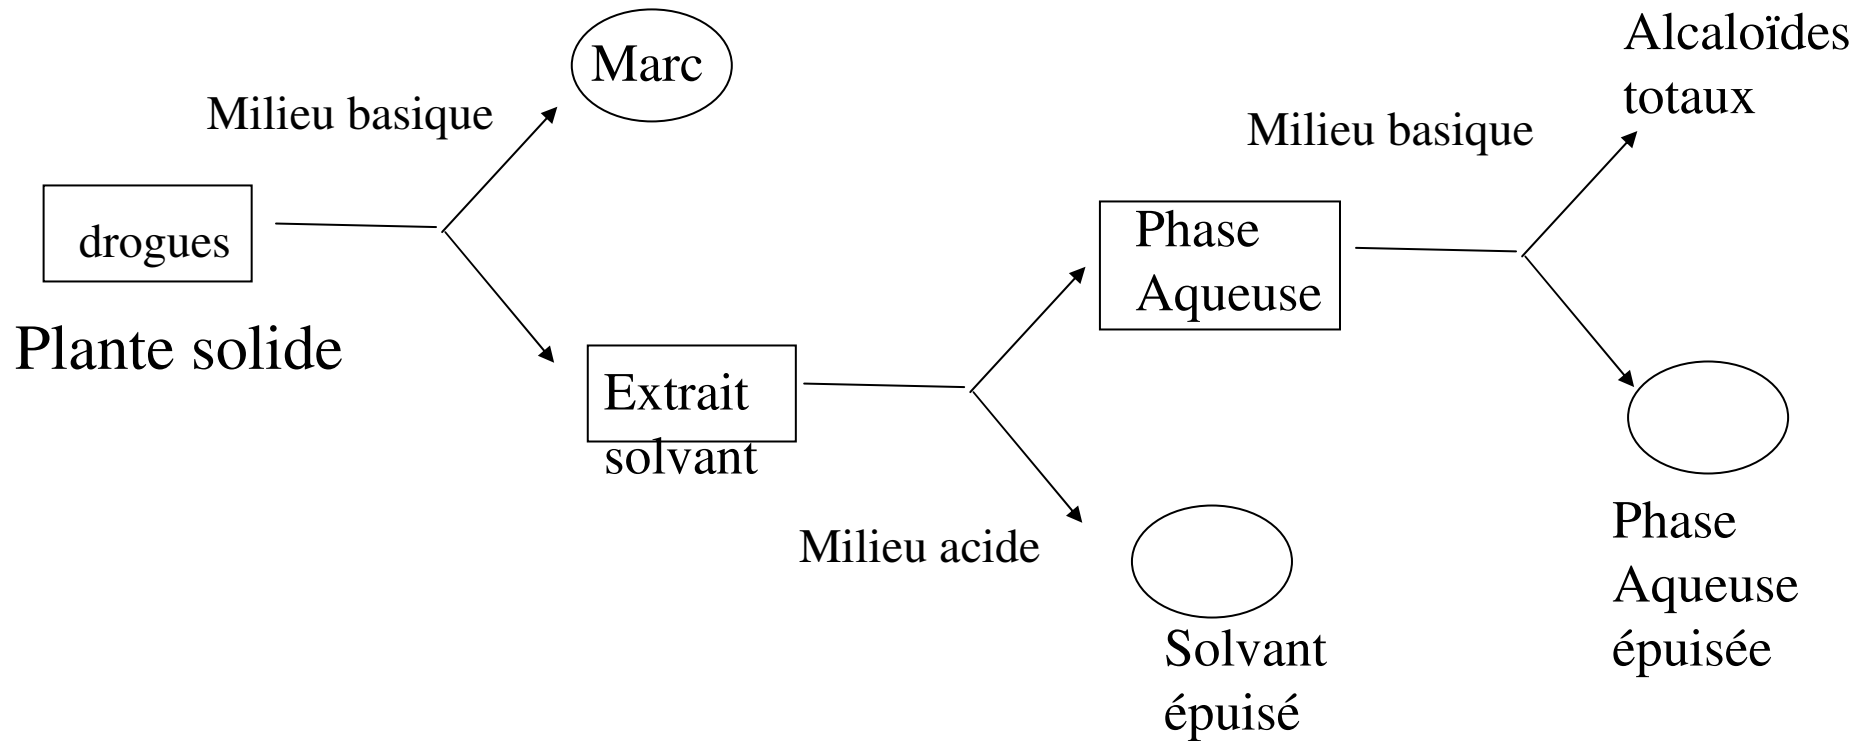 Milieu basique
Marc
drogues
Plante solide
Extrait
solvant
Milieu acide
Phase
Aqueuse
Solvant
épuisé
Milieu basique
Alcaloïdes
totaux
Phase
Aqueuse
épuisée